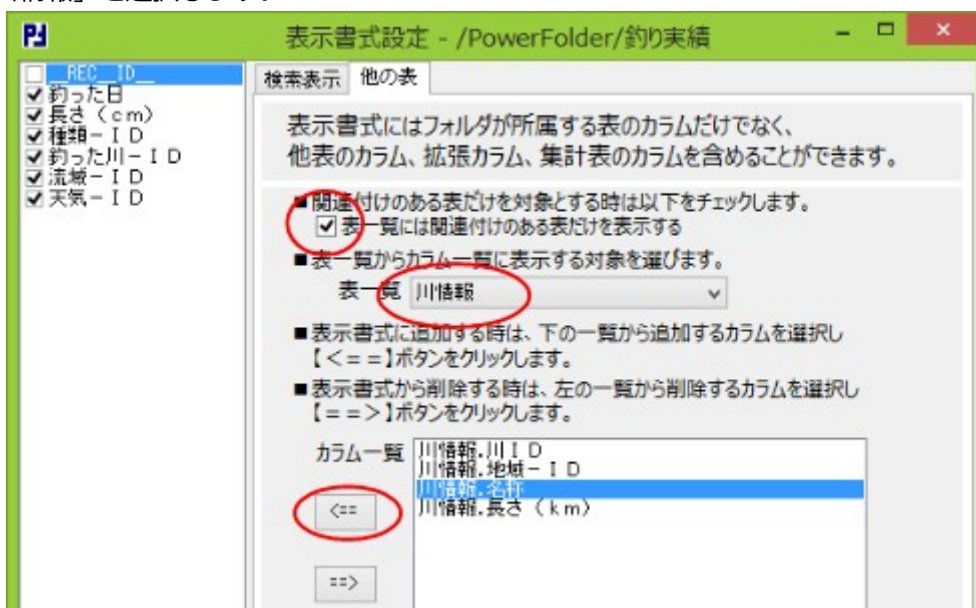 表示書式設定 - /PowerFolder/釣り実績
__REC_ID__
釣った日
長さ（ｃｍ）
種類－ＩＤ
釣った川－ＩＤ
流域－ＩＤ
天気－ＩＤ
検索表示 他の表
表示書式にはフォルダが所属する表のカラムだけでなく、
他表のカラム、拡張カラム、集計表のカラムを含めることができます。
■関連付けのある表だけを対象とする時は以下をチェックします。
表一覧には関連付けのある表だけを表示する
■表一覧からカラム一覧に表示する対象を選びます。
表一覧 川情報
■表示書式に追加する時は、下の一覧から追加するカラムを選択し
【＜＝＝】ボタンをクリックします。
■表示書式から削除する時は、左の一覧から削除するカラムを選択し
【＝＝＞】ボタンをクリックします。
カラム一覧
川情報.川ＩＤ
川情報.地域－ＩＤ
川情報.名称
川情報.長さ（ｋｍ）
<==
==>